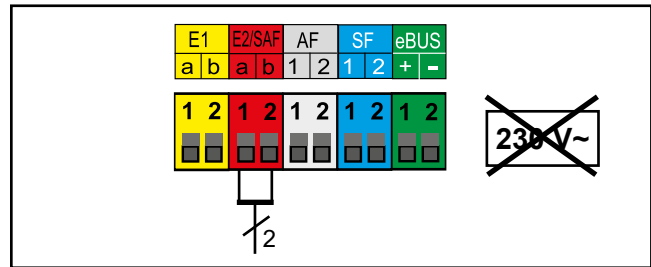 E1 E2/SAF AF SF eBUS
a b a b 1 2 1 2 + -
1 2 1 2 1 2 1 2 1 2
230 V~
2